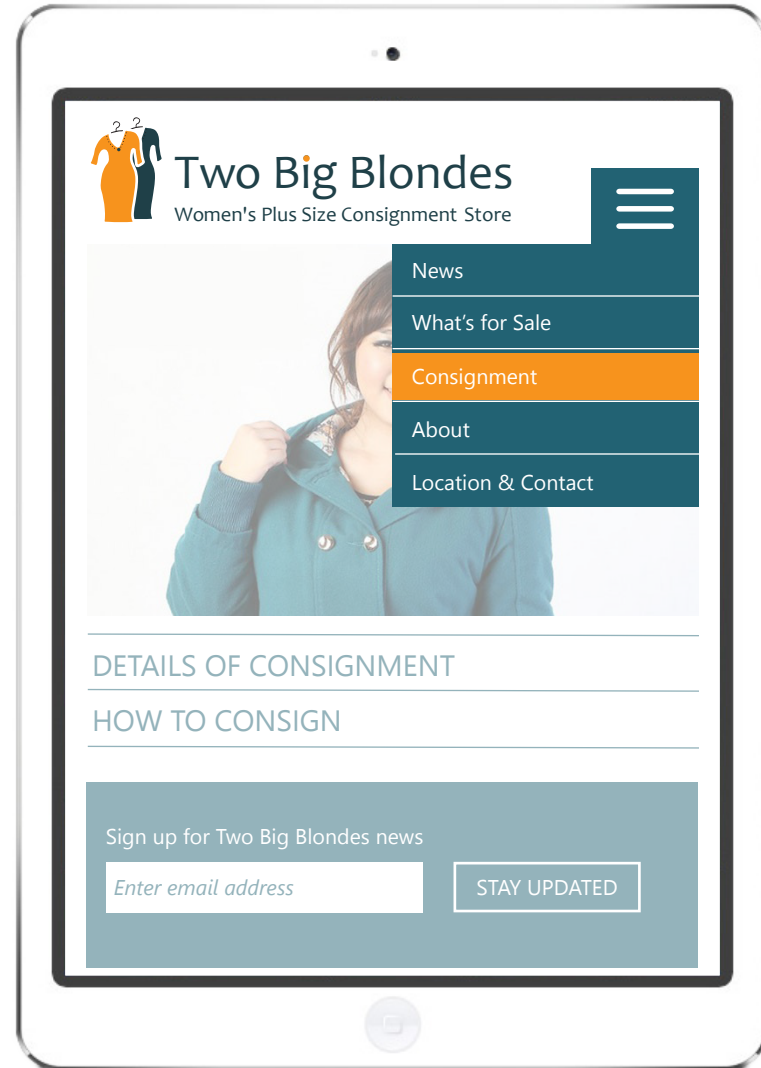 Two Big Blondes
Women's Plus Size Consignment Store
News
What’s for Sale
Consignment
About
Location & Contact
DETAILS OF CONSIGNMENT
HOW TO CONSIGN
Sign up for Two Big Blondes news
Enter email address
STAY UPDATED